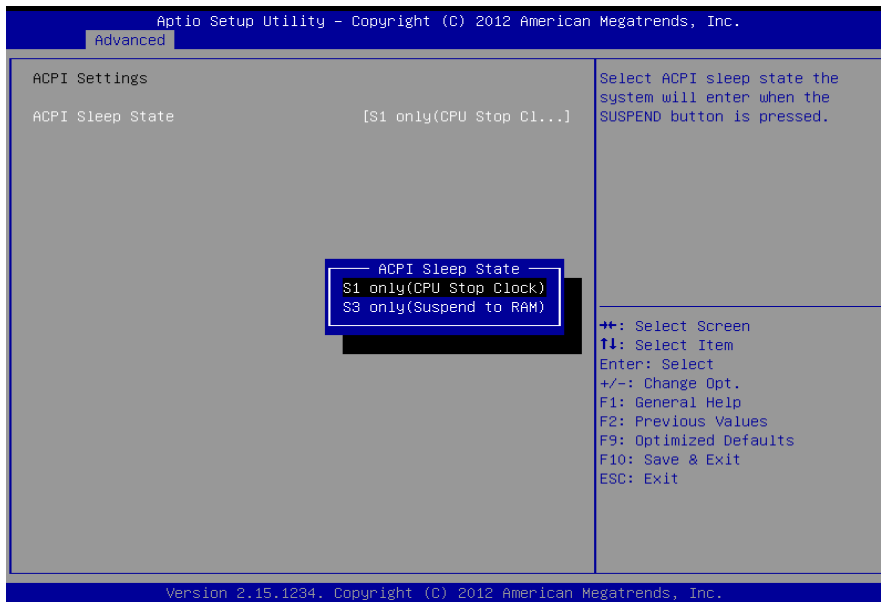 Aptio Setup Utility – Copyright (C) 2012 American Megatrends, Inc.
Advanced
ACPI Settings
ACPI Sleep State [S1 only(CPU Stop Cl...]
Select ACPI sleep state the
system will enter when the
SUSPEND button is pressed.
ACPI Sleep State
S1 only(CPU Stop Clock)
S3 only(Suspend to RAM)
→←: Select Screen
↑↓: Select Item
Enter: Select
+/-: Change Opt.
F1: General Help
F2: Previous Values
F9: Optimized Defaults
F10: Save & Exit
ESC: Exit
Version 2.15.1234. Copyright (C) 2012 American Megatrends, Inc.